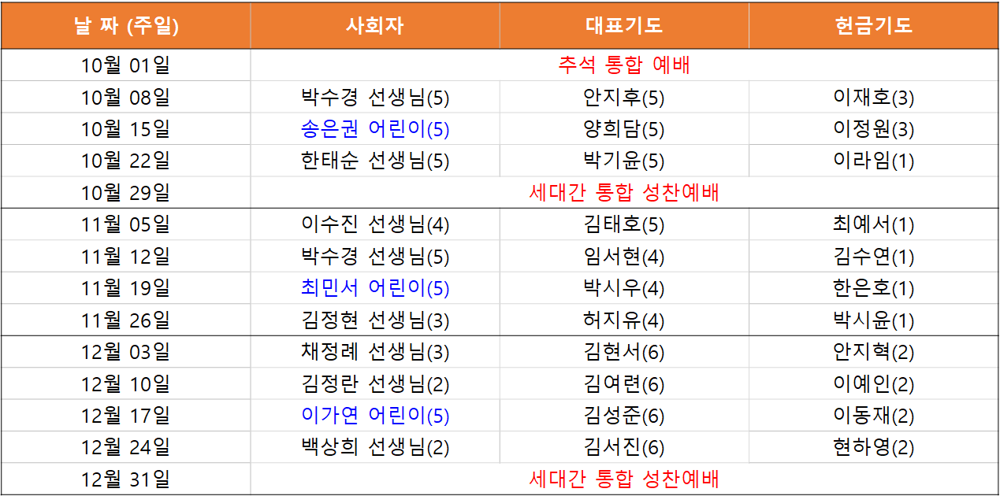 날 짜 (주일) 사회자 대표기도 헌금기도
10월 01일 추석 통합 예배
10월 08일 박수경 선생님(5) 안지후(5) 이재호(3)
10월 15일 송은권 어린이(5) 양희담(5) 이정원(3)
10월 22일 한태순 선생님(5) 박기윤(5) 이라임(1)
10월 29일 세대간 통합 성찬예배
11월 05일 이수진 선생님(4) 김태호(5) 최예서(1)
11월 12일 박수경 선생님(5) 임서현(4) 김수연(1)
11월 19일 최민서 어린이(5) 박시우(4) 한은호(1)
11월 26일 김정현 선생님(3) 허지유(4) 박시윤(1)
12월 03일 채정례 선생님(3) 김현서(6) 안지혁(2)
12월 10일 김정란 선생님(2) 김여련(6) 이예인(2)
12월 17일 이가연 어린이(5) 김성준(6) 이동재(2)
12월 24일 백상희 선생님(2) 김서진(6) 현하영(2)
12월 31일 세대간 통합 성찬예배